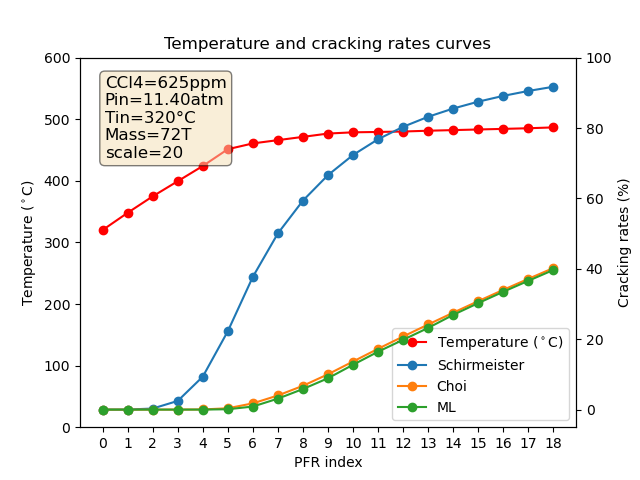 Temperature and cracking rates curves
CCl4=625ppm
Pin=11.40atm
Tin=320°C
Mass=72T
scale=20
Temperature (°C)
600
500
400
300
200
100
0
Cracking rates (%)
100
80
60
40
20
0
Temperature (°C)
Schirmeister
Choi
ML
0 1 2 3 4 5 6 7 8 9 10 11 12 13 14 15 16 17 18
PFR index